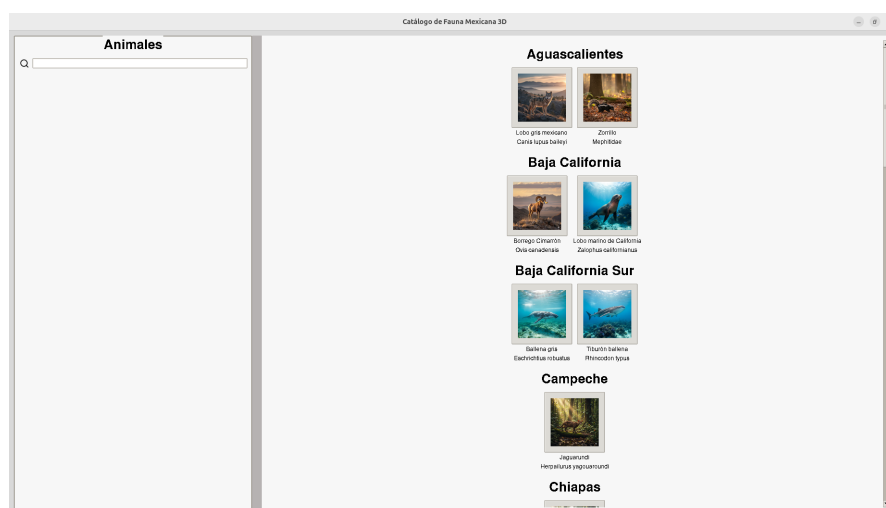 Catálogo de Fauna Mexicana 3D
Animales
Aguascalientes
Lobo gris mexicano
Canis lupus baileyi
Zorrillo
Mephitidae
Baja California
Borrego Cimarrón
Ovis canadensis
Lobo marino de California
Zalophus californianus
Baja California Sur
Ballena gris
Eschrichtius robustus
Tiburón ballena
Rhincodon typus
Campeche
Jaguarundi
Herpailurus yagouaroundi
Chiapas